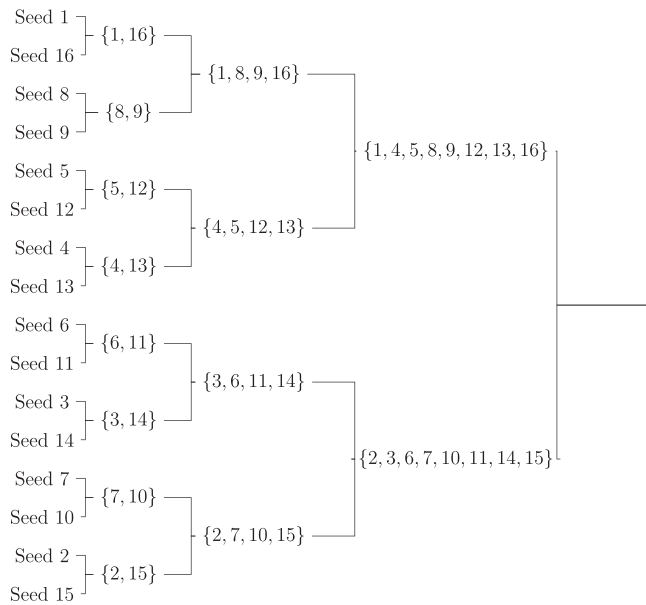 Seed 1
{1, 16}
Seed 16
{1, 8, 9, 16}
Seed 8
{8, 9}
Seed 9
{1, 4, 5, 8, 9, 12, 13, 16}
Seed 5
{5, 12}
Seed 12
{4, 5, 12, 13}
Seed 4
{4, 13}
Seed 13
Seed 6
{6, 11}
Seed 11
{3, 6, 11, 14}
Seed 3
{3, 14}
Seed 14
{2, 3, 6, 7, 10, 11, 14, 15}
Seed 7
{7, 10}
Seed 10
{2, 7, 10, 15}
Seed 2
{2, 15}
Seed 15